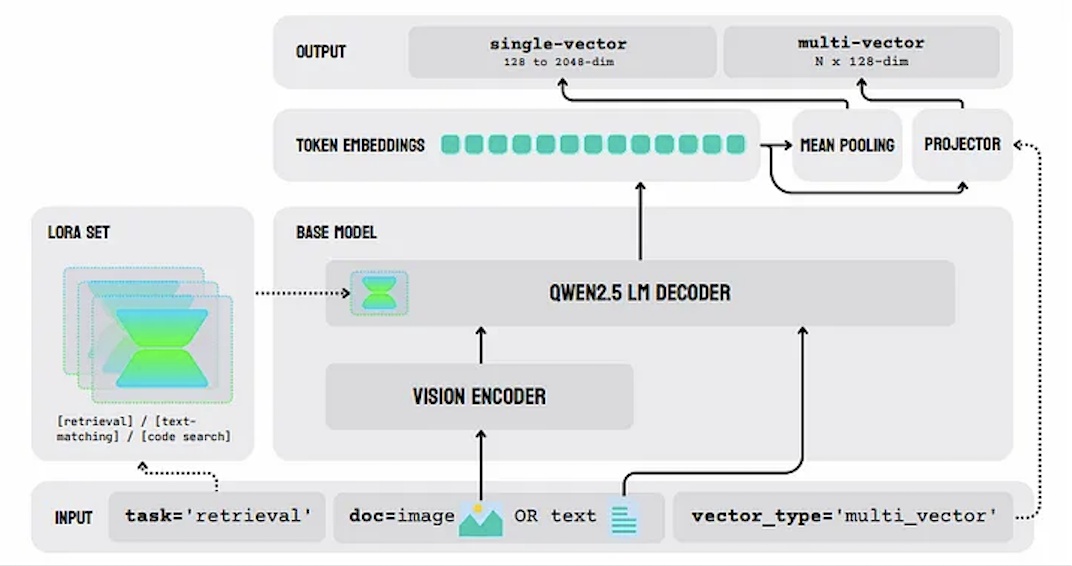 OUTPUT
single-vector
128 to 2048-dim
multi-vector
N x 128-dim
TOKEN EMBEDDINGS
MEAN POOLING
PROJECTOR
LORA SET
[retrieval] / [text-
matching] / [code search]
BASE MODEL
QWEN2.5 LM DECODER
VISION ENCODER
INPUT
task='retrieval'
doc=image OR text
vector_type='multi_vector'